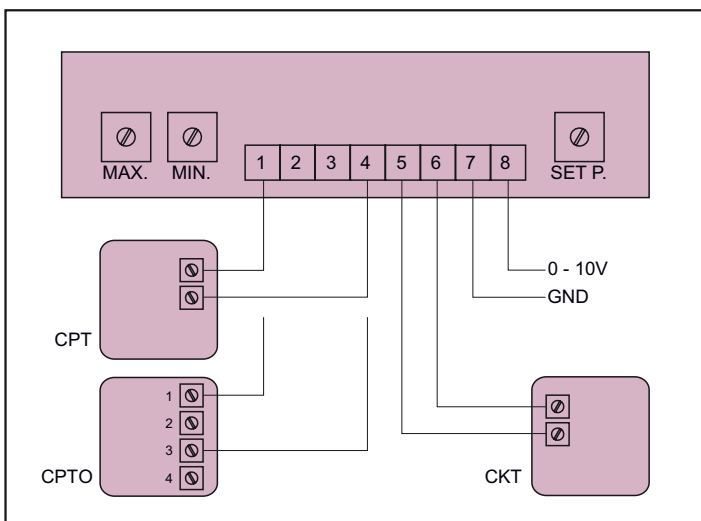 MAX. MIN. 1 2 3 4 5 6 7 8 SET P.
0 - 10V
GND
CPT
1
2
3
4
CPTO
CKT